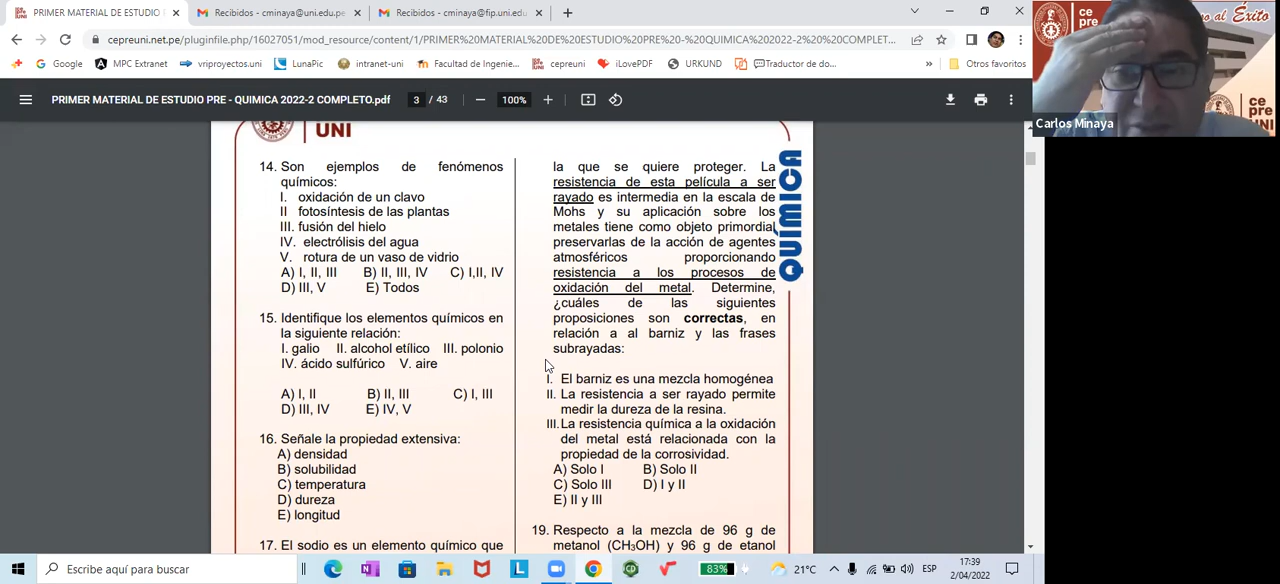 PRIMER MATERIAL DE ESTUDIO
Recibidos - cminaya@uni.edu.pe
Recibidos - cminaya@fip.uni.edu
cepreuni.net.pe/pluginfile.php/16027051/mod_resource/content/1/PRIMER%20MATERIAL%20DE%20ESTUDIO%20PRE%20-%20QUIMICA%202022-2%20%20COMPLET...
Google
MPC Extranet
vriproyectos.uni
LunaPic
intranet-uni
Facultad de Ingenie...
cepreuni
iLovePDF
URKUND
Traductor de do...
»
Otros favoritos
PRIMER MATERIAL DE ESTUDIO PRE - QUIMICA 2022-2 COMPLETO.pdf
3 / 43
100%
Carlos Minaya
UNI
14. Son ejemplos de fenómenos
químicos:
I. oxidación de un clavo
II fotosíntesis de las plantas
III. fusión del hielo
IV. electrólisis del agua
V. rotura de un vaso de vidrio
A) I, II, III B) II, III, IV C) I,II, IV
D) III, V E) Todos
15. Identifique los elementos químicos en
la siguiente relación:
I. galio II. alcohol etílico III. polonio
IV. ácido sulfúrico V. aire
A) I, II B) II, III C) I, III
D) III, IV E) IV, V
16. Señale la propiedad extensiva:
A) densidad
B) solubilidad
C) temperatura
D) dureza
E) longitud
17. El sodio es un elemento químico que
la que se quiere proteger. La
resistencia de esta película a ser
rayado es intermedia en la escala de
Mohs y su aplicación sobre los
metales tiene como objeto primordial
preservarlas de la acción de agentes
atmosféricos proporcionando
resistencia a los procesos de
oxidación del metal. Determine,
¿cuáles de las siguientes
proposiciones son correctas, en
relación a al barniz y las frases
subrayadas:
I. El barniz es una mezcla homogénea
II. La resistencia a ser rayado permite
medir la dureza de la resina.
III. La resistencia química a la oxidación
del metal está relacionada con la
propiedad de la corrosividad.
A) Solo I B) Solo II
C) Solo III D) I y II
E) II y III
19. Respecto a la mezcla de 96 g de
metanol (CH₃OH) y 96 g de etanol
QUÍMICA
Escribe aquí para buscar
83%
21°C
ESP
17:39
2/04/2022